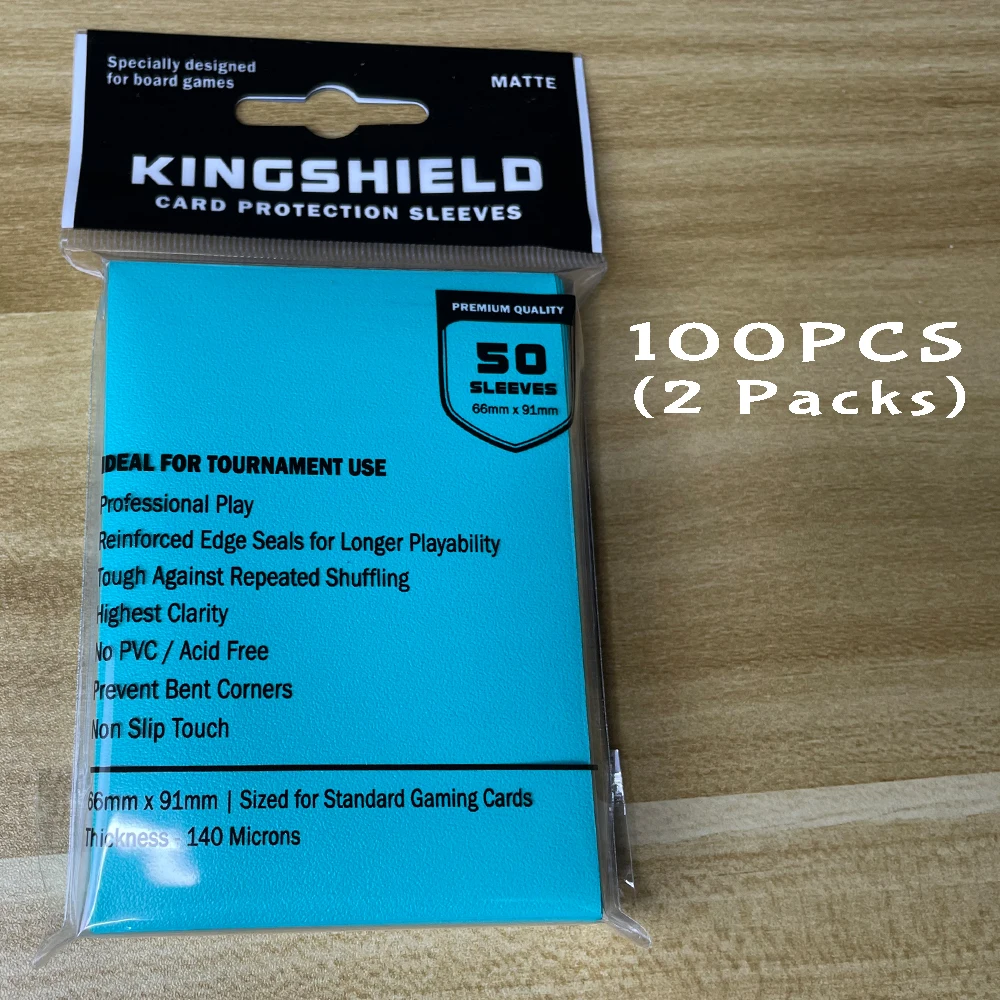 Specially designed
for board games
MATTE
KINGSHIELD
CARD PROTECTION SLEEVES
PREMIUM QUALITY
50
SLEEVES
66mm x 91mm
100PCS
(2 Packs)
IDEAL FOR TOURNAMENT USE
Professional Play
Reinforced Edge Seals for Longer Playability
Tough Against Repeated Shuffling
Highest Clarity
No PVC / Acid Free
Prevent Bent Corners
Non Slip Touch
66mm x 91mm | Sized for Standard Gaming Cards
Thickness - 140 Microns